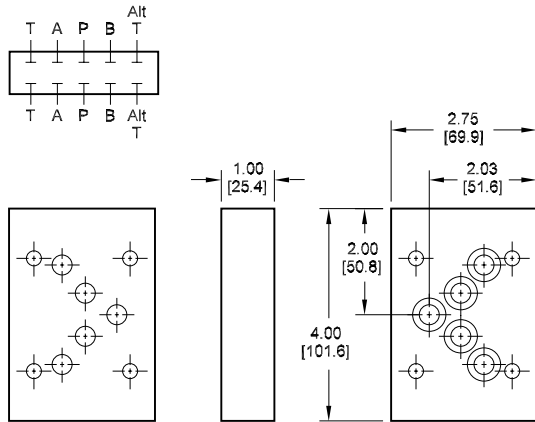 Alt
T A P B T
T A P B Alt
T
2.75
[69.9]
1.00
[25.4]
2.03
[51.6]
2.00
[50.8]
4.00
[101.6]